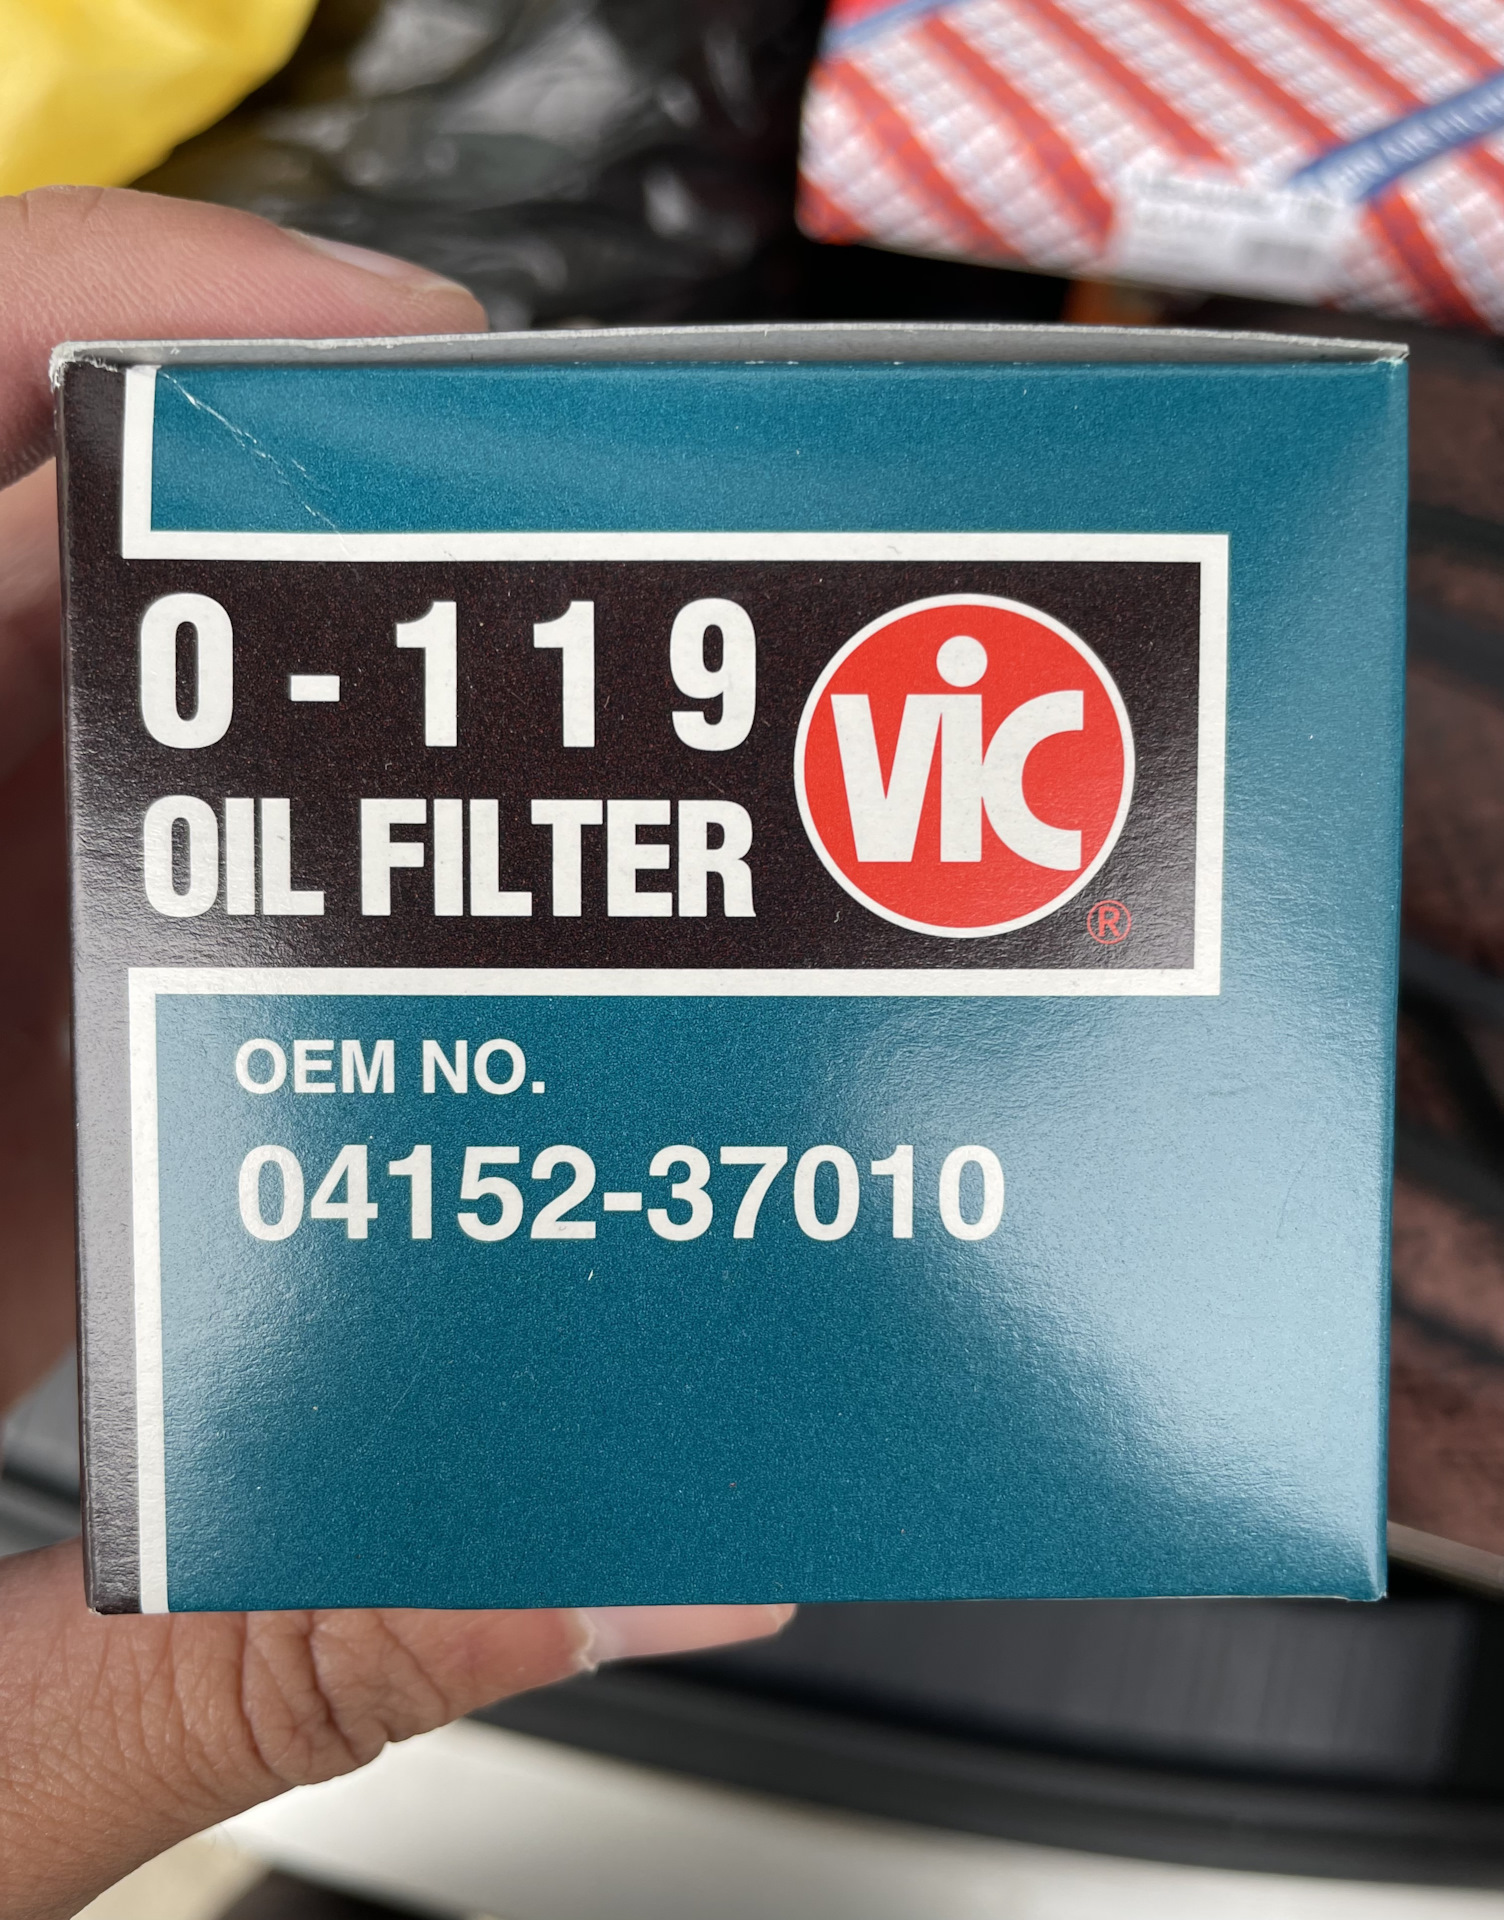 0-119
OIL FILTER
ViC
®
OEM NO.
04152-37010